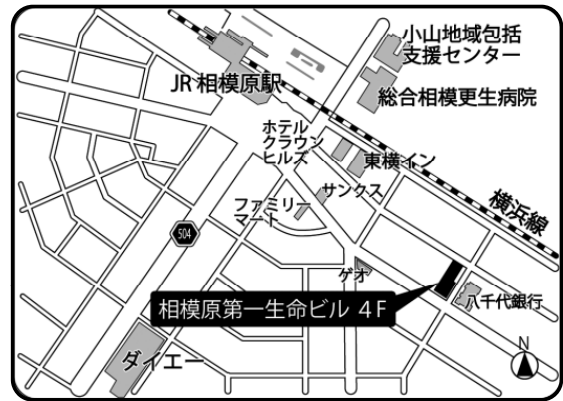 小山地域包括
支援センター
JR 相模原駅
総合相模更生病院
ホテル
クラウン
ヒルズ
東横イン
サンクス
横浜線
ファミリー
マート
504
ゲオ
八千代銀行
相模原第一生命ビル 4F
N
ダイエー